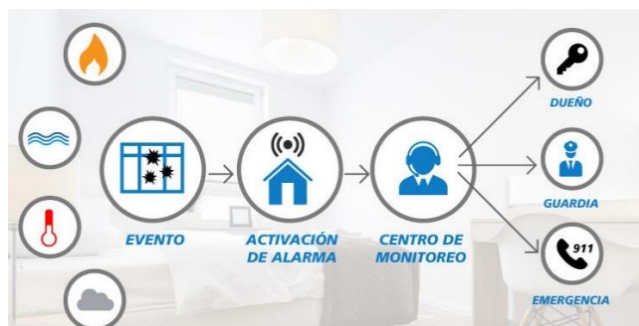 DUEÑO
GUARDIA
EVENTO
ACTIVACIÓN
DE ALARMA
CENTRO DE
MONITOREO
911
EMERGENCIA